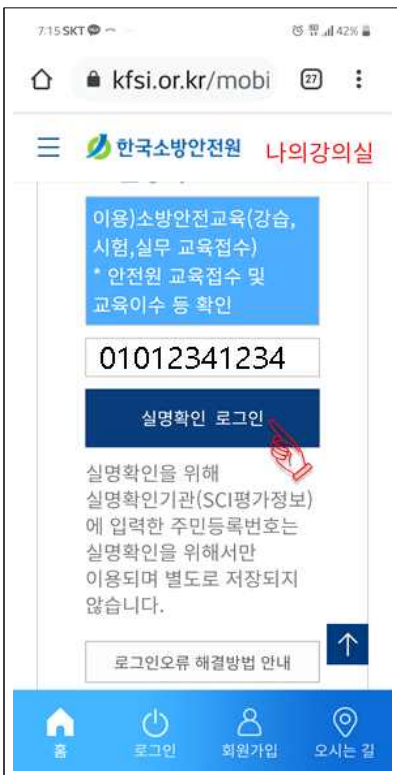 7:15 SKT 42%
kfsi.or.kr/mobi 27
한국소방안전원 나의강의실
이용)소방안전교육(강습,
시험,실무 교육접수)
* 안전원 교육접수 및
교육이수 등 확인
01012341234
실명확인 로그인
실명확인을 위해
실명확인기관(SCI평가정보)
에 입력한 주민등록번호는
실명확인을 위해서만
이용되며 별도로 저장되지
않습니다.
로그인오류 해결방법 안내
홈 로그인 회원가입 오시는 길